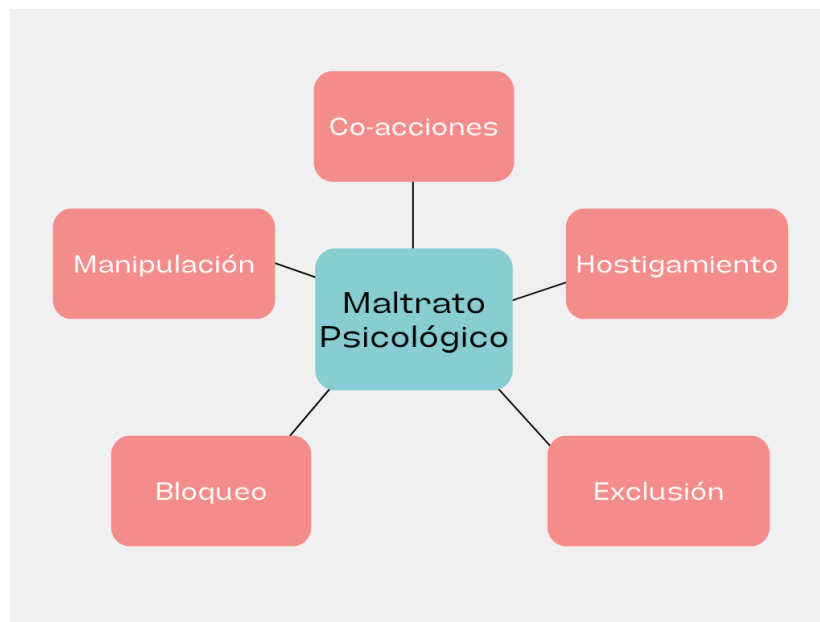 Co-acciones
Manipulación
Hostigamiento
Maltrato
Psicológico
Bloqueo
Exclusión